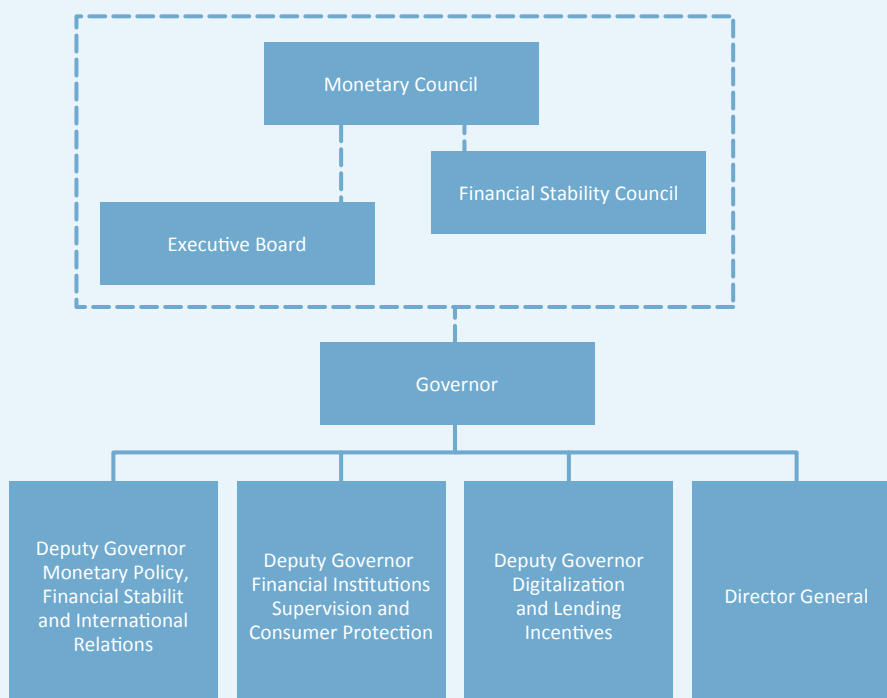 Monetary Council
Financial Stability Council
Executive Board
Governor
Deputy Governor
Monetary Policy,
Financial Stabilit
and International
Relations
Deputy Governor
Financial Institutions
Supervision and
Consumer Protection
Deputy Governor
Digitalization
and Lending
Incentives
Director General